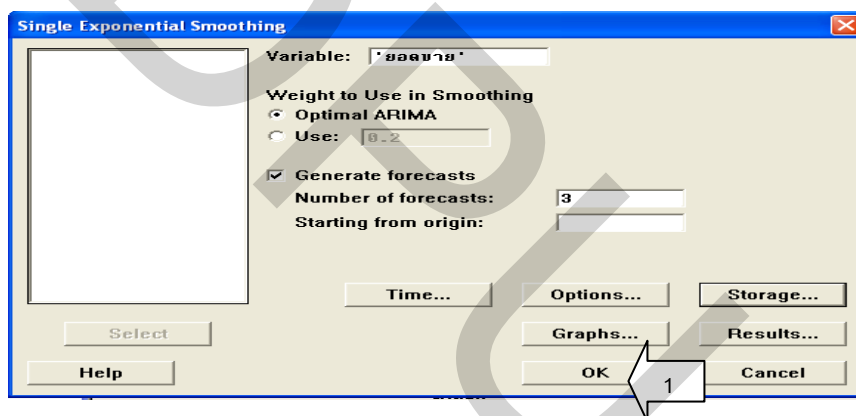 Single Exponential Smoothing
Variable: 'ยอดขาย'
Weight to Use in Smoothing
Optimal ARIMA
Use: 0.2
Generate forecasts
Number of forecasts: 3
Starting from origin:
Time... Options... Storage...
Select Graphs... Results...
Help OK 1 Cancel